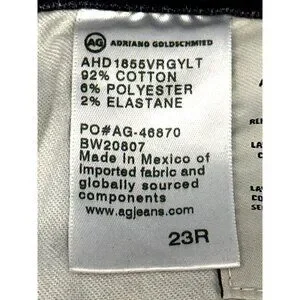 AG ADRIANO GOLDSCHMIED
AHD1855VRGYLT
92% COTTON
6% POLYESTER
2% ELASTANE
PO#AG-46870
BW20807
Made in Mexico of
imported fabric and
globally sourced
components
www.agjeans.com
23R